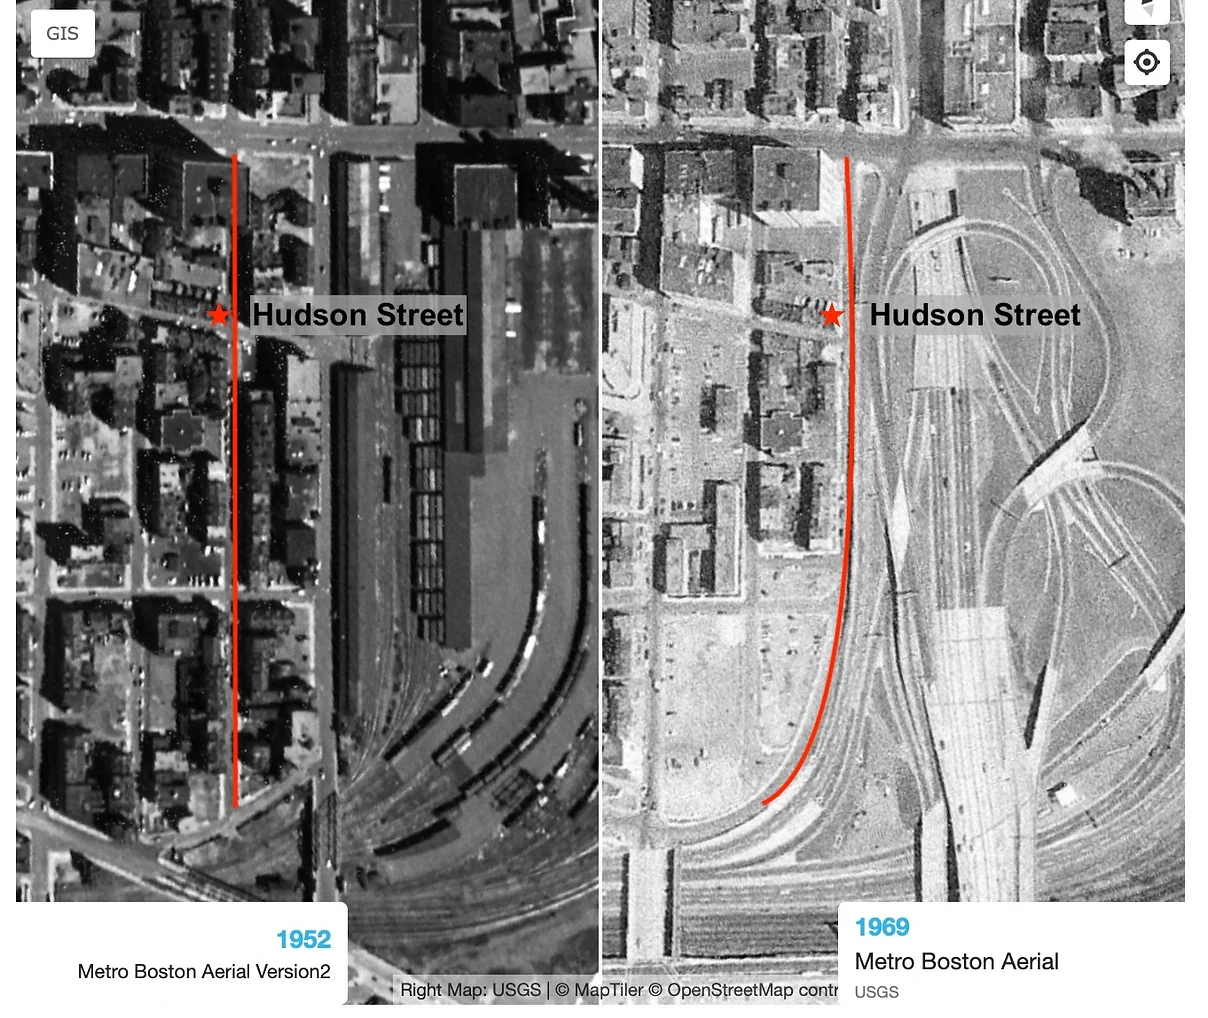 GIS
Hudson Street
Hudson Street
1952
Metro Boston Aerial Version2
1969
Metro Boston Aerial
USGS
Right Map: USGS | © MapTiler © OpenStreetMap contr